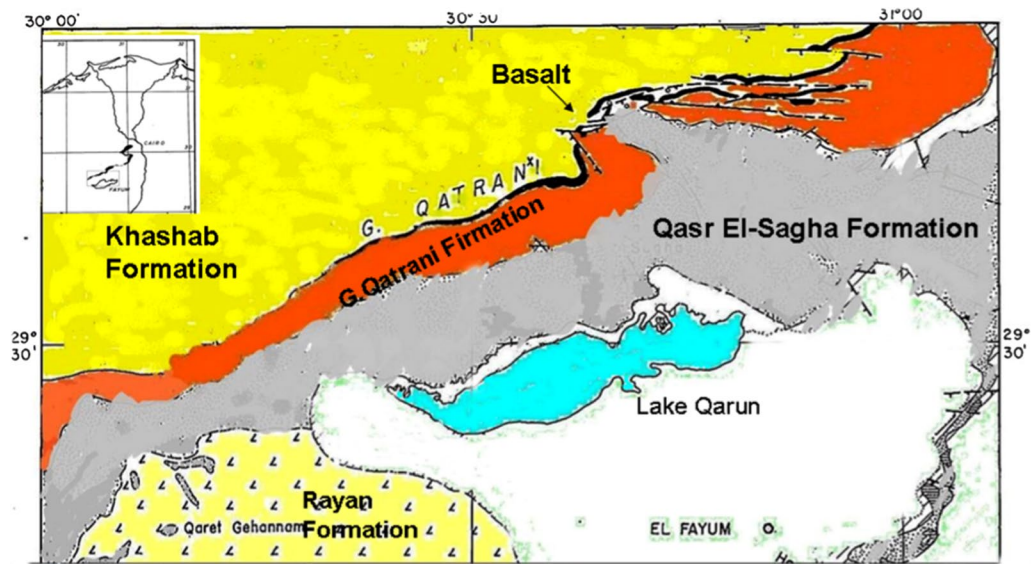 30° 00'
30° 30
31° 00
CAIRO
FAYUM
Basalt
G. QATRANI
Khashab
Formation
G.Qatrani Firmation
Qasr El-Sagha Formation
29°
30'
29°
30'
Lake Qarun
Rayan
Formation
Qaret Gehannam
EL FAYUM